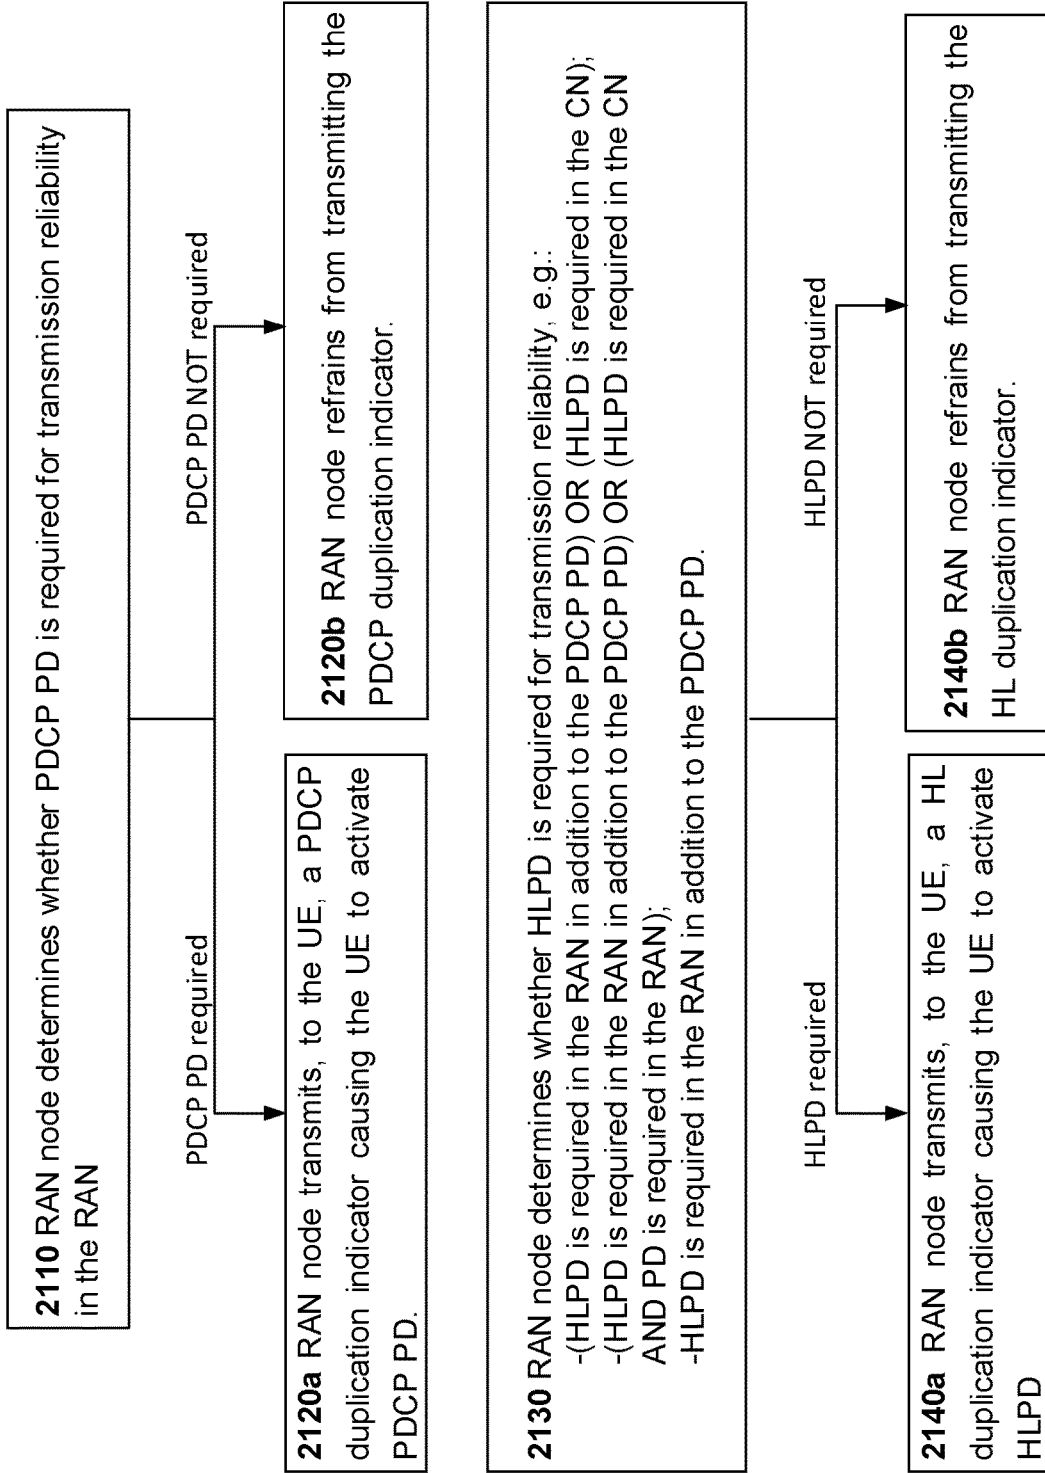 2110 RAN node determines whether PDCP PD is required for transmission reliability
in the RAN
PDCP PD required
PDCP PD NOT required
2120a RAN node transmits, to the UE, a PDCP
duplication indicator causing the UE to activate
PDCP PD.
2120b RAN node refrains from transmitting the
PDCP duplication indicator.
2130 RAN node determines whether HLPD is required for transmission reliability, e.g.:
-(HLPD is required in the RAN in addition to the PDCP PD) OR (HLPD is required in the CN);
-(HLPD is required in the RAN in addition to the PDCP PD) OR (HLPD is required in the CN
AND PD is required in the RAN);
-HLPD is required in the RAN in addition to the PDCP PD.
HLPD required
HLPD NOT required
2140a RAN node transmits, to the UE, a HL
duplication indicator causing the UE to activate
HLPD
2140b RAN node refrains from transmitting the
HL duplication indicator.